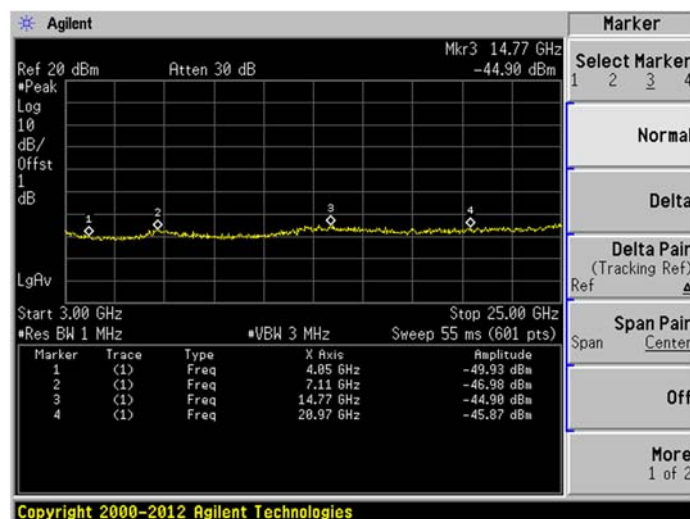 Agilent
Marker
Mkr3 14.77 GHz
Ref 20 dBm Atten 30 dB -44.90 dBm
#Peak
Log
10
dB/
Offst
1
dB
1 2 3 4
LgAv
Start 3.00 GHz Stop 25.00 GHz
#Res BW 1 MHz #VBW 3 MHz Sweep 55 ms (601 pts)
Marker Trace Type X Axis Amplitude
1 (1) Freq 4.05 GHz -49.93 dBm
2 (1) Freq 7.11 GHz -46.98 dBm
3 (1) Freq 14.77 GHz -44.90 dBm
4 (1) Freq 20.97 GHz -45.87 dBm
Select Marker
1 2 3 4
Normal
Delta
Delta Pair
(Tracking Ref)
Ref
Span Pair
Span Center
Off
More
1 of 2
Copyright 2000-2012 Agilent Technologies